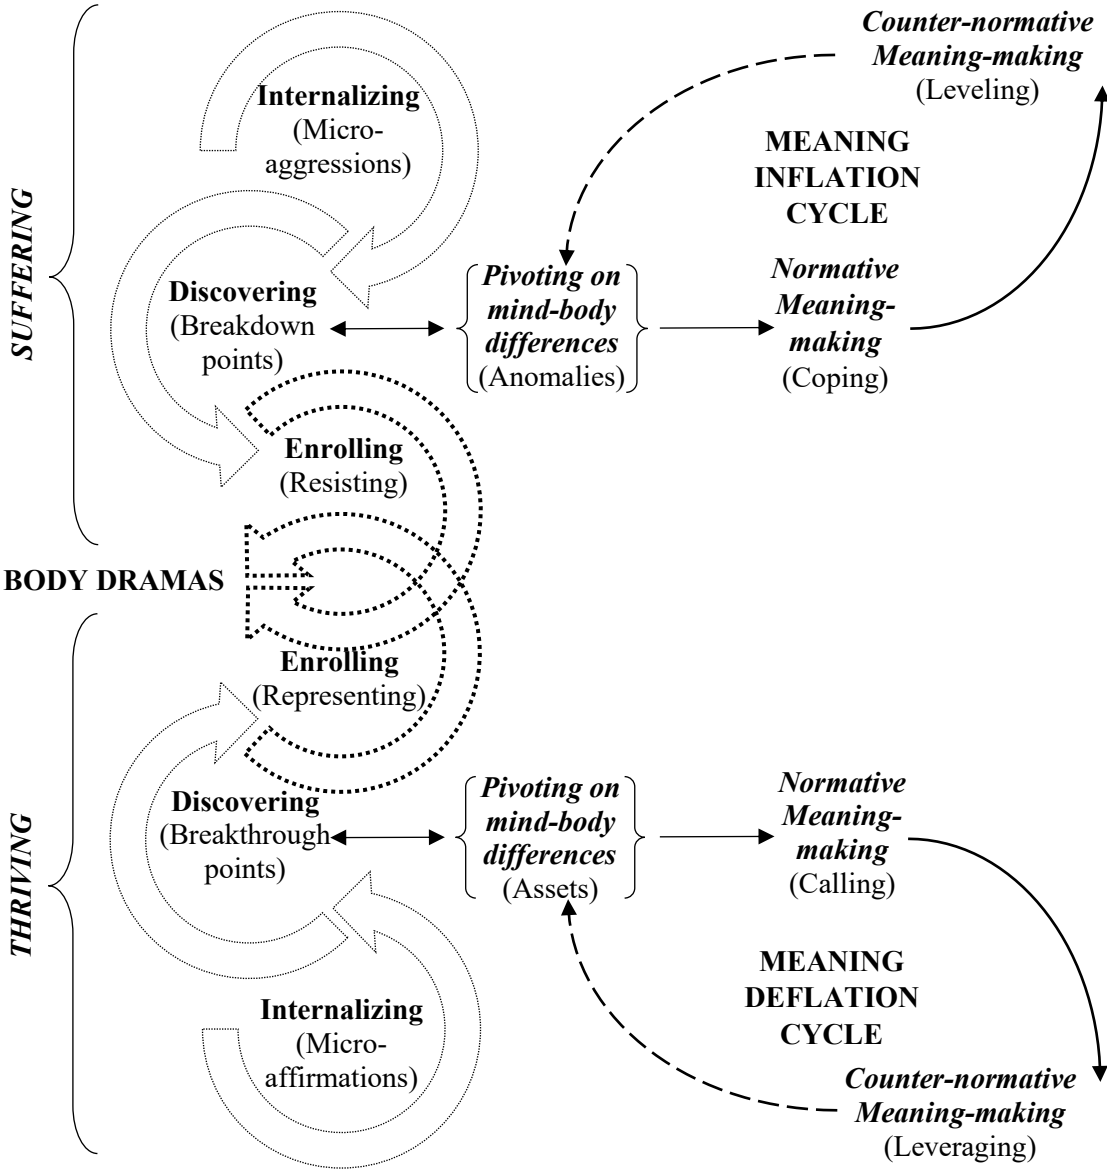 Counter-normative
Meaning-making
(Leveling)
Internalizing
(Micro-
aggressions)
MEANING
INFLATION
CYCLE
SUFFERING
Discovering
(Breakdown
points)
Pivoting on
mind-body
differences
(Anomalies)
Normative
Meaning-
making
(Coping)
Enrolling
(Resisting)
BODY DRAMAS
Enrolling
(Representing)
THRIVING
Discovering
(Breakthrough
points)
Pivoting on
mind-body
differences
(Assets)
Normative
Meaning-
making
(Calling)
MEANING
DEFLATION
CYCLE
Internalizing
(Micro-
affirmations)
Counter-normative
Meaning-making
(Leveraging)